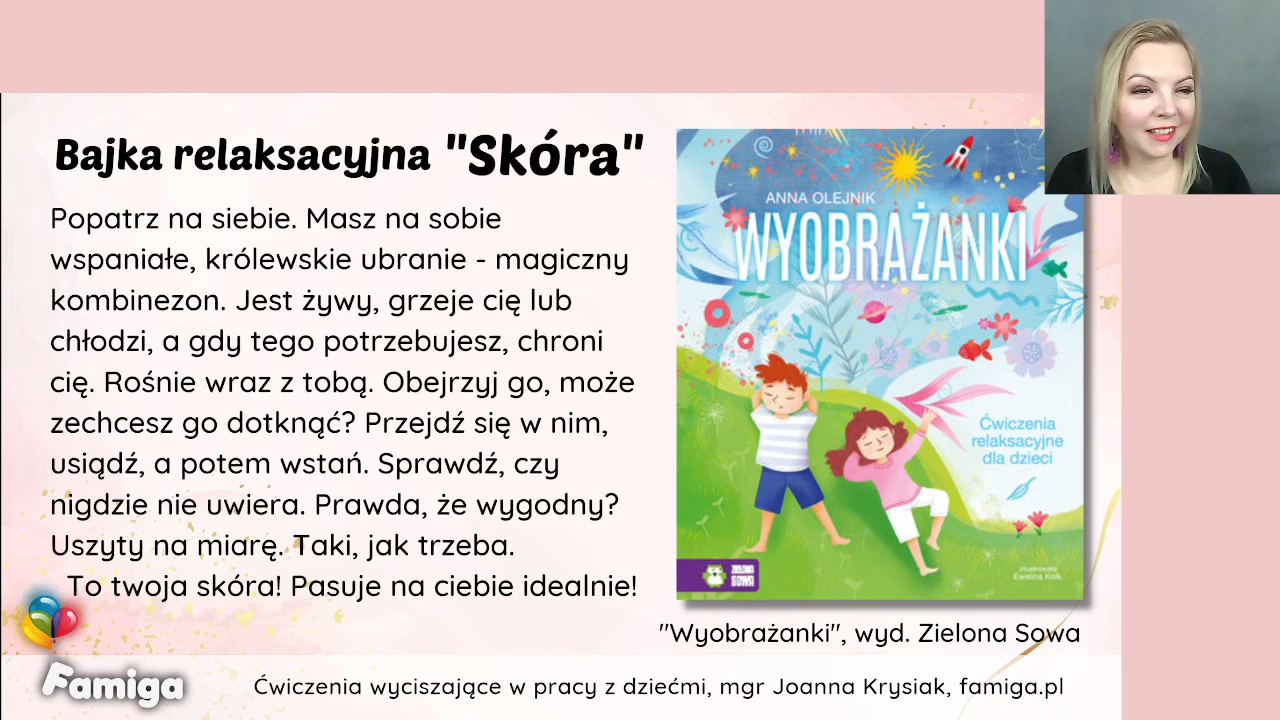 Bajka relaksacyjna "Skóra"
Popatrz na siebie. Masz na sobie
wspaniałe, królewskie ubranie - magiczny
kombinezon. Jest żywy, grzeje cię lub
chłodzi, a gdy tego potrzebujesz, chroni
cię. Rośnie wraz z tobą. Obejrzyj go, może
zechcesz go dotknąć? Przejdź się w nim,
usiądź, a potem wstań. Sprawdź, czy
nigdzie nie uwiera. Prawda, że wygodny?
Uszyty na miarę. Taki, jak trzeba.
To twoja skóra! Pasuje na ciebie idealnie!
ANNA OLEJNIK
WYOBRAŻANKI
Ćwiczenia
relaksacyjne
dla dzieci
ZIELONA
SOWA
zilustrowała
Ewelina Kolk
"Wyobrażanki", wyd. Zielona Sowa
Famiga
Ćwiczenia wyciszające w pracy z dziećmi, mgr Joanna Krysiak, famiga.pl